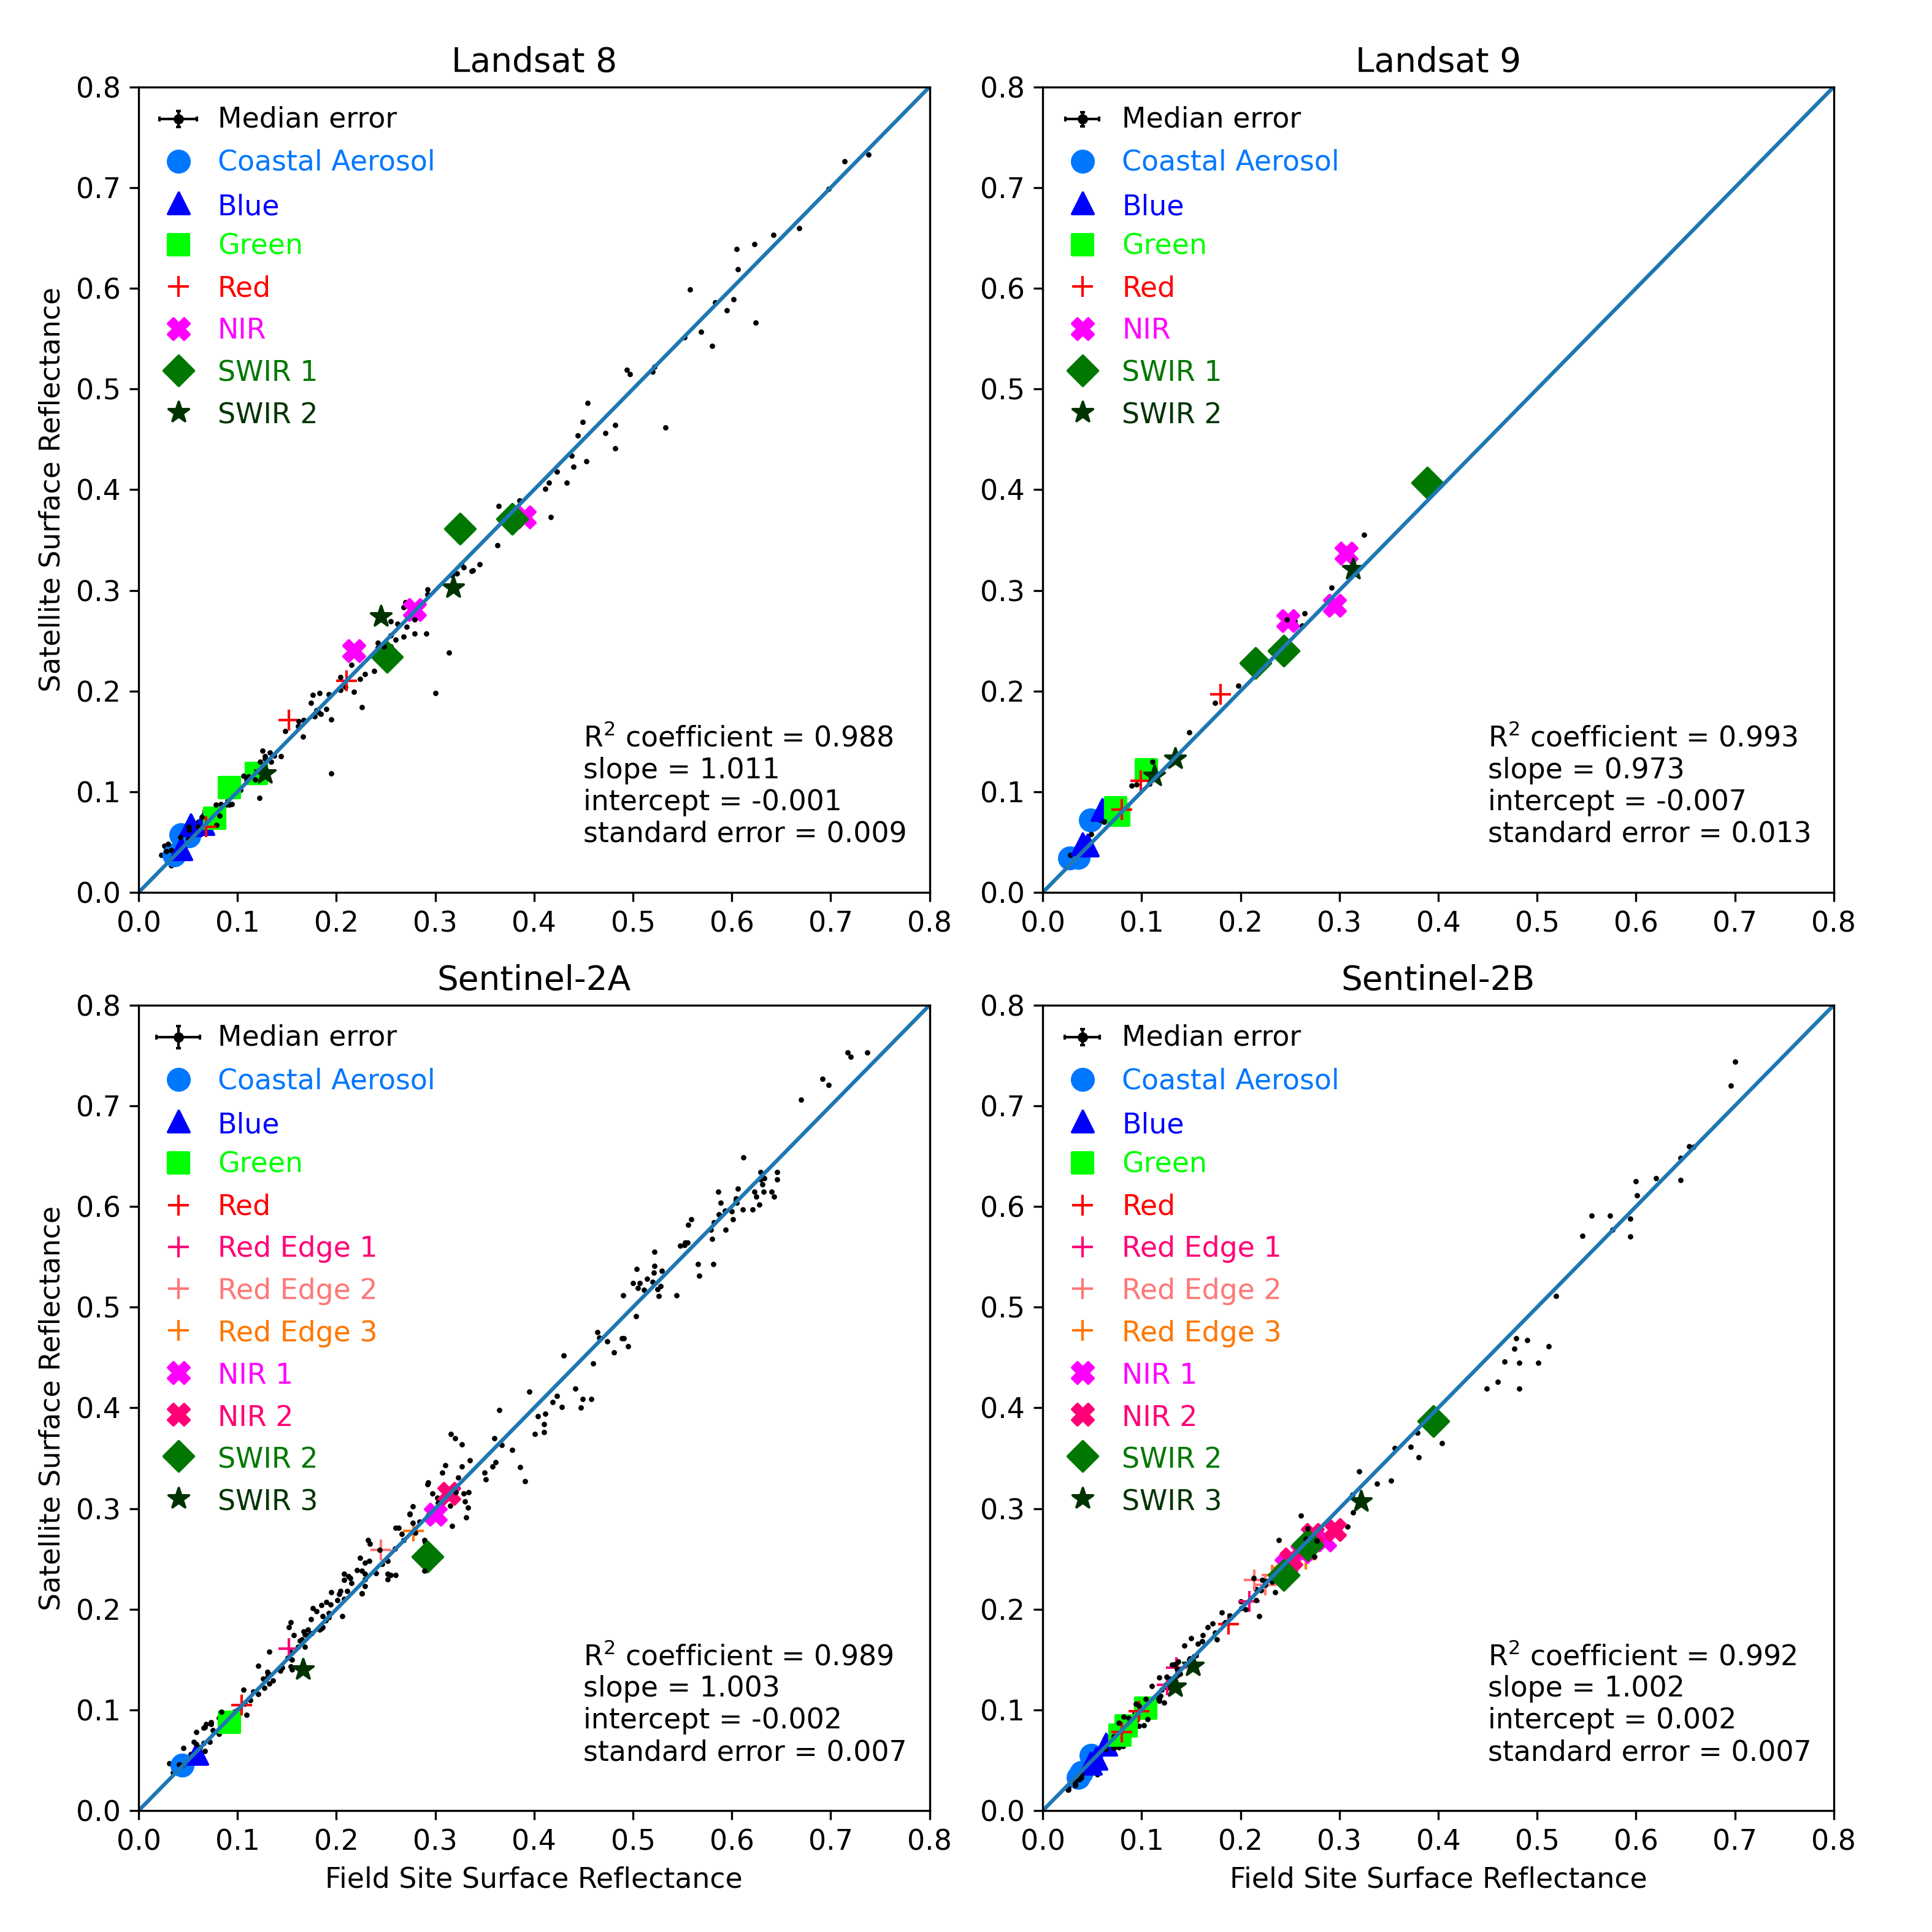 Landsat 8
Satellite Surface Reflectance
0.8
0.7
0.6
0.5
0.4
0.3
0.2
0.1
0.0
Median error
Coastal Aerosol
Blue
Green
Red
NIR
SWIR 1
SWIR 2
R² coefficient = 0.988
slope = 1.011
intercept = -0.001
standard error = 0.009
0.0 0.1 0.2 0.3 0.4 0.5 0.6 0.7 0.8
Landsat 9
0.8
0.7
0.6
0.5
0.4
0.3
0.2
0.1
0.0
Median error
Coastal Aerosol
Blue
Green
Red
NIR
SWIR 1
SWIR 2
R² coefficient = 0.993
slope = 0.973
intercept = -0.007
standard error = 0.013
0.0 0.1 0.2 0.3 0.4 0.5 0.6 0.7 0.8
Sentinel-2A
Satellite Surface Reflectance
0.8
0.7
0.6
0.5
0.4
0.3
0.2
0.1
0.0
Median error
Coastal Aerosol
Blue
Green
Red
Red Edge 1
Red Edge 2
Red Edge 3
NIR 1
NIR 2
SWIR 2
SWIR 3
R² coefficient = 0.989
slope = 1.003
intercept = -0.002
standard error = 0.007
0.0 0.1 0.2 0.3 0.4 0.5 0.6 0.7 0.8
Field Site Surface Reflectance
Sentinel-2B
0.8
0.7
0.6
0.5
0.4
0.3
0.2
0.1
0.0
Median error
Coastal Aerosol
Blue
Green
Red
Red Edge 1
Red Edge 2
Red Edge 3
NIR 1
NIR 2
SWIR 2
SWIR 3
R² coefficient = 0.992
slope = 1.002
intercept = 0.002
standard error = 0.007
0.0 0.1 0.2 0.3 0.4 0.5 0.6 0.7 0.8
Field Site Surface Reflectance